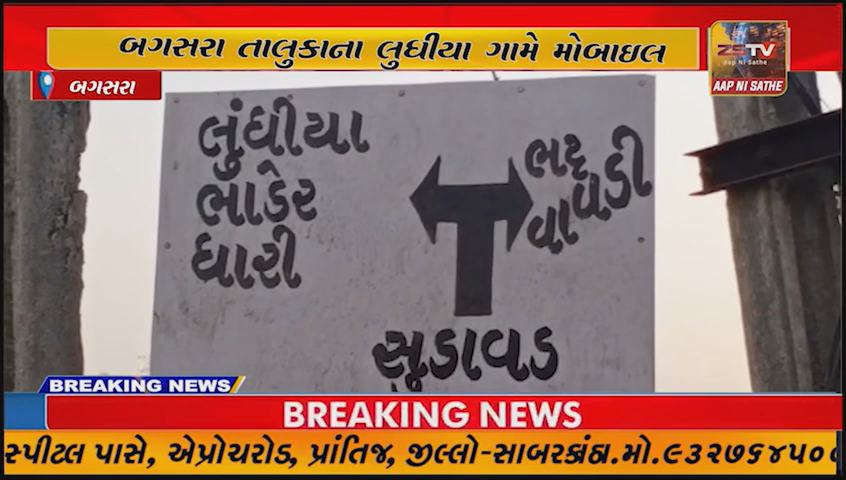 બગસરા તાલુકાના લુધીયા ગામે મોબાઇલ
ZSTV
Aap Ni Sathe
AAP NI SATHE
બગસરા
લુંઘીયા
ભાડેર
ધારી
ભટ્ટ
વાવડી
સુડાવડ
BREAKING NEWS
BREAKING NEWS
સ્પીટલ પાસે, એપ્રોચરોડ, પ્રાંતિજ, જીલ્લો-સાબરકાંઠા.મો.૯૩૨૭૬૪૫૦૦